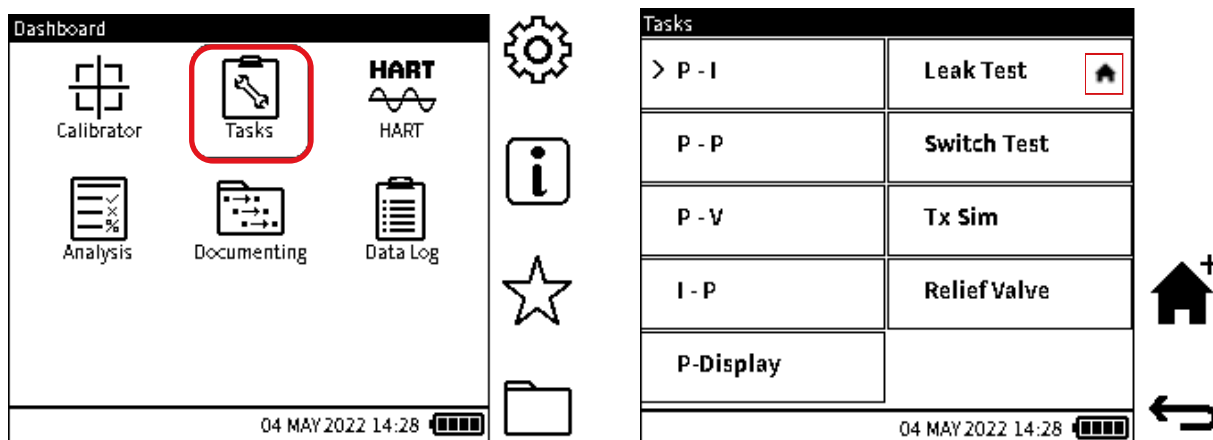 Dashboard
HART
Calibrator
Tasks
HART
Analysis
Documenting
Data Log
04 MAY 2022 14:28
Tasks
> P - I
Leak Test
P - P
Switch Test
P - V
Tx Sim
I - P
Relief Valve
P-Display
04 MAY 2022 14:28